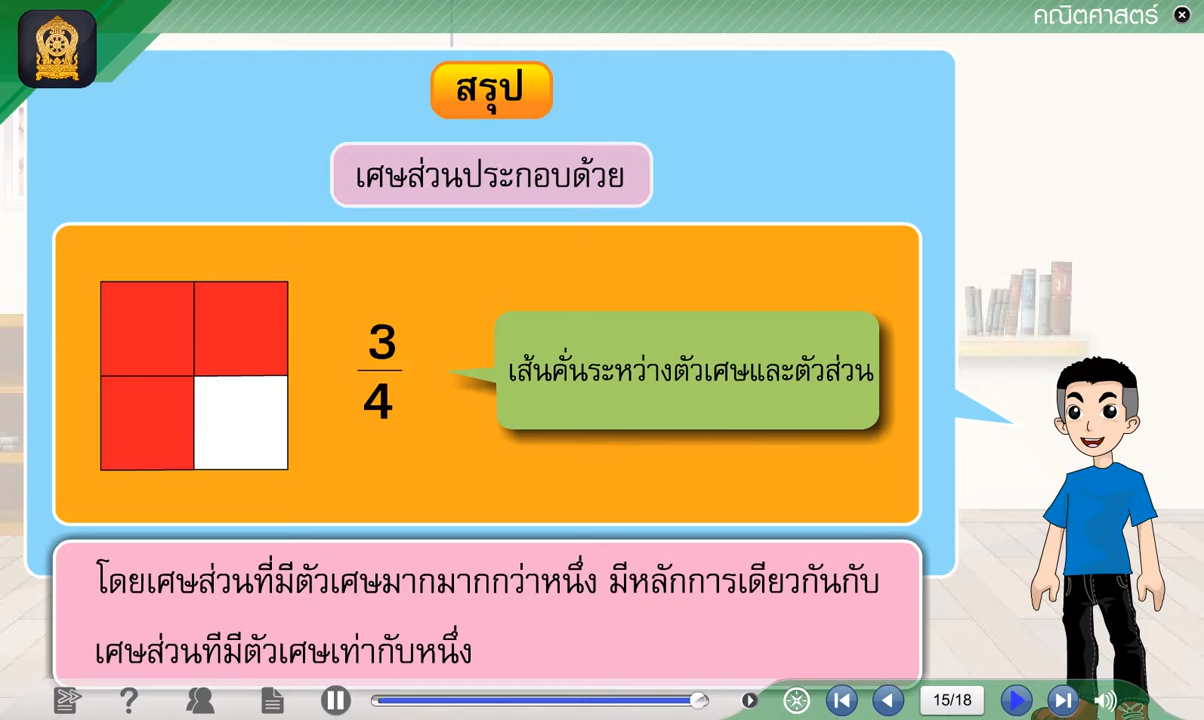 คณิตศาสตร์
สรุป
เศษส่วนประกอบด้วย
3
4
เส้นคั่นระหว่างตัวเศษและตัวส่วน
โดยเศษส่วนที่มีตัวเศษมากมากกว่าหนึ่ง มีหลักการเดียวกันกับ
เศษส่วนทีมีตัวเศษเท่ากับหนึ่ง
15/18